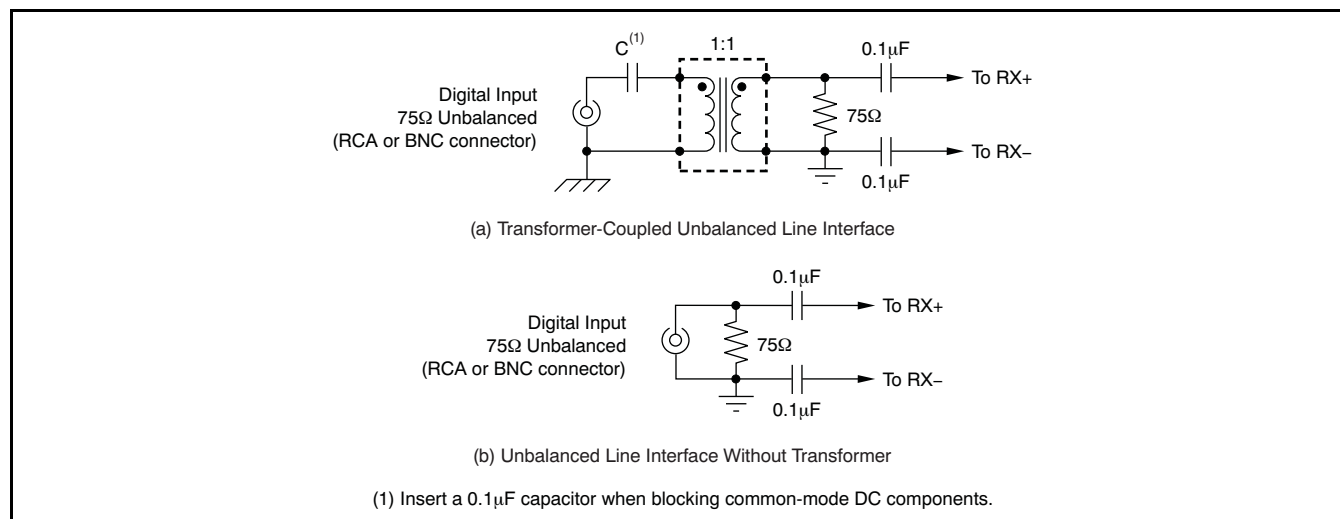 C(1)
1:1
0.1μF
To RX+
Digital Input
75Ω Unbalanced
(RCA or BNC connector)
75Ω
To RX–
0.1μF
(a) Transformer-Coupled Unbalanced Line Interface
0.1μF
To RX+
Digital Input
75Ω Unbalanced
(RCA or BNC connector)
75Ω
To RX–
0.1μF
(b) Unbalanced Line Interface Without Transformer
(1) Insert a 0.1μF capacitor when blocking common-mode DC components.